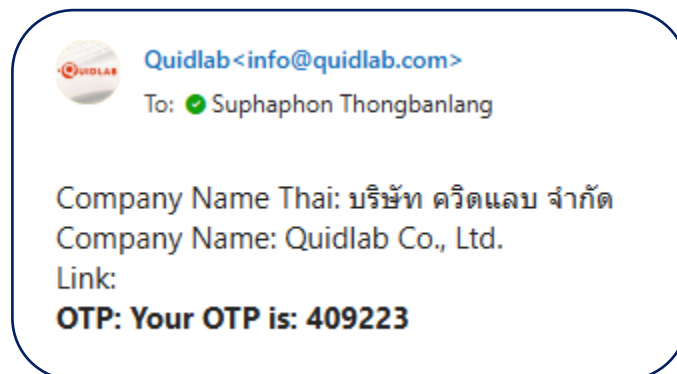 QUIDLAB
Quidlab<info@quidlab.com>
To: Suphaphon Thongbanlang
Company Name Thai: บริษัท ควิดแลบ จำกัด
Company Name: Quidlab Co., Ltd.
Link:
OTP: Your OTP is: 409223